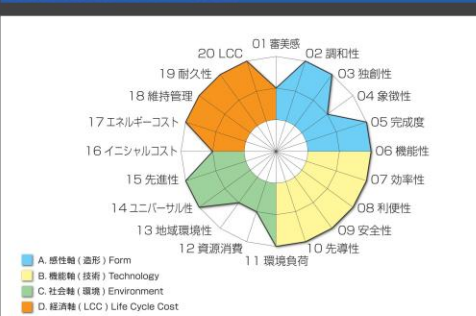 01 審美感
02 調和性
03 独創性
04 象徴性
05 完成度
06 機能性
07 効率性
08 利便性
09 安全性
10 先導性
11 環境負荷
12 資源消費
13 地域環境性
14 ユニバーサル性
15 先進性
16 イニシャルコスト
17 エネルギーコスト
18 維持管理
19 耐久性
20 LCC
A. 感性軸 ( 造形 ) Form
B. 機能軸 ( 技術 ) Technology
C. 社会軸 ( 環境 ) Environment
D. 経済軸 ( LCC ) Life Cycle Cost